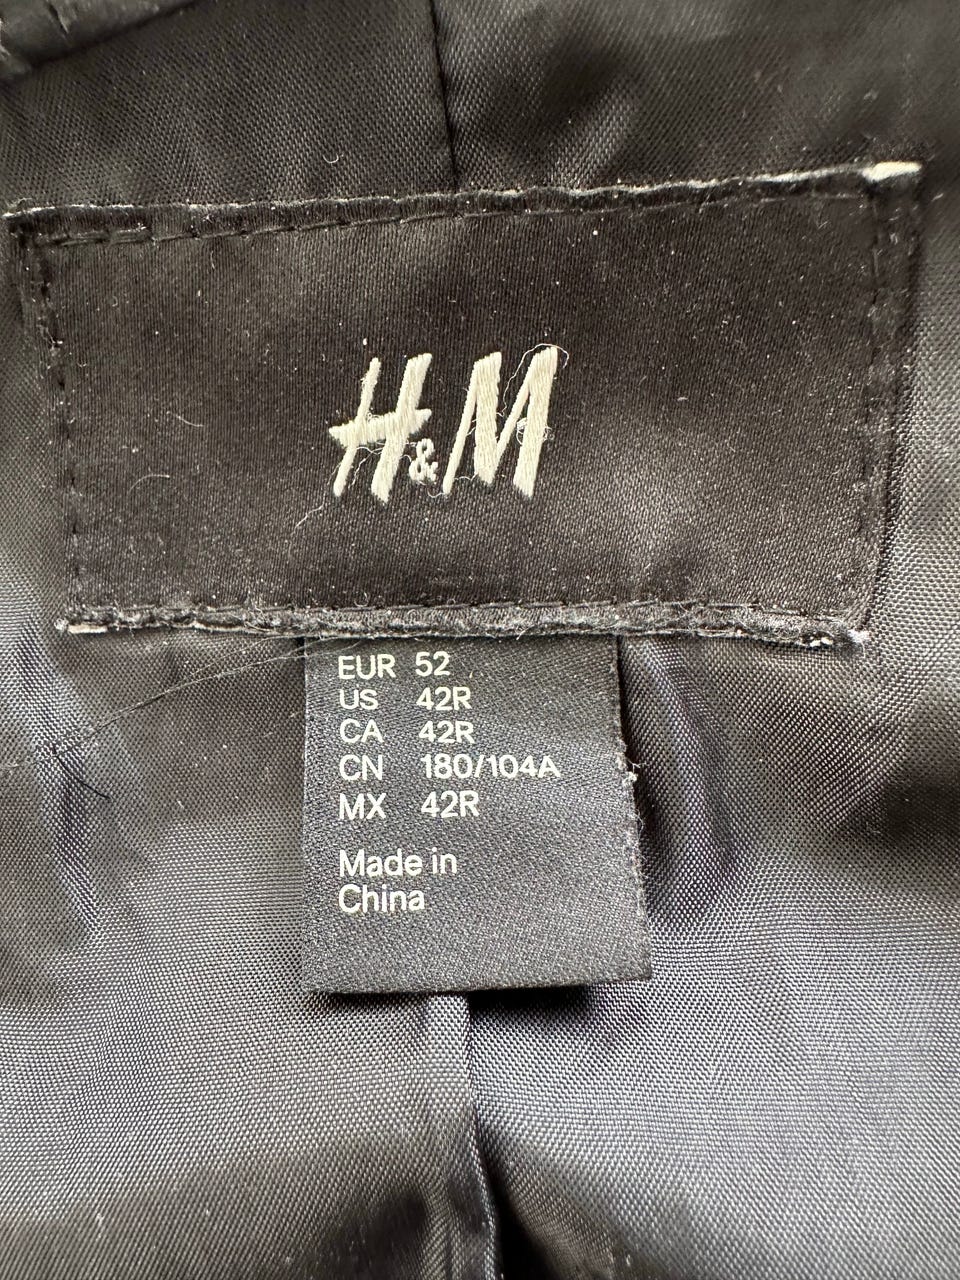 H&M
EUR 52
US 42R
CA 42R
CN 180/104A
MX 42R
Made in
China